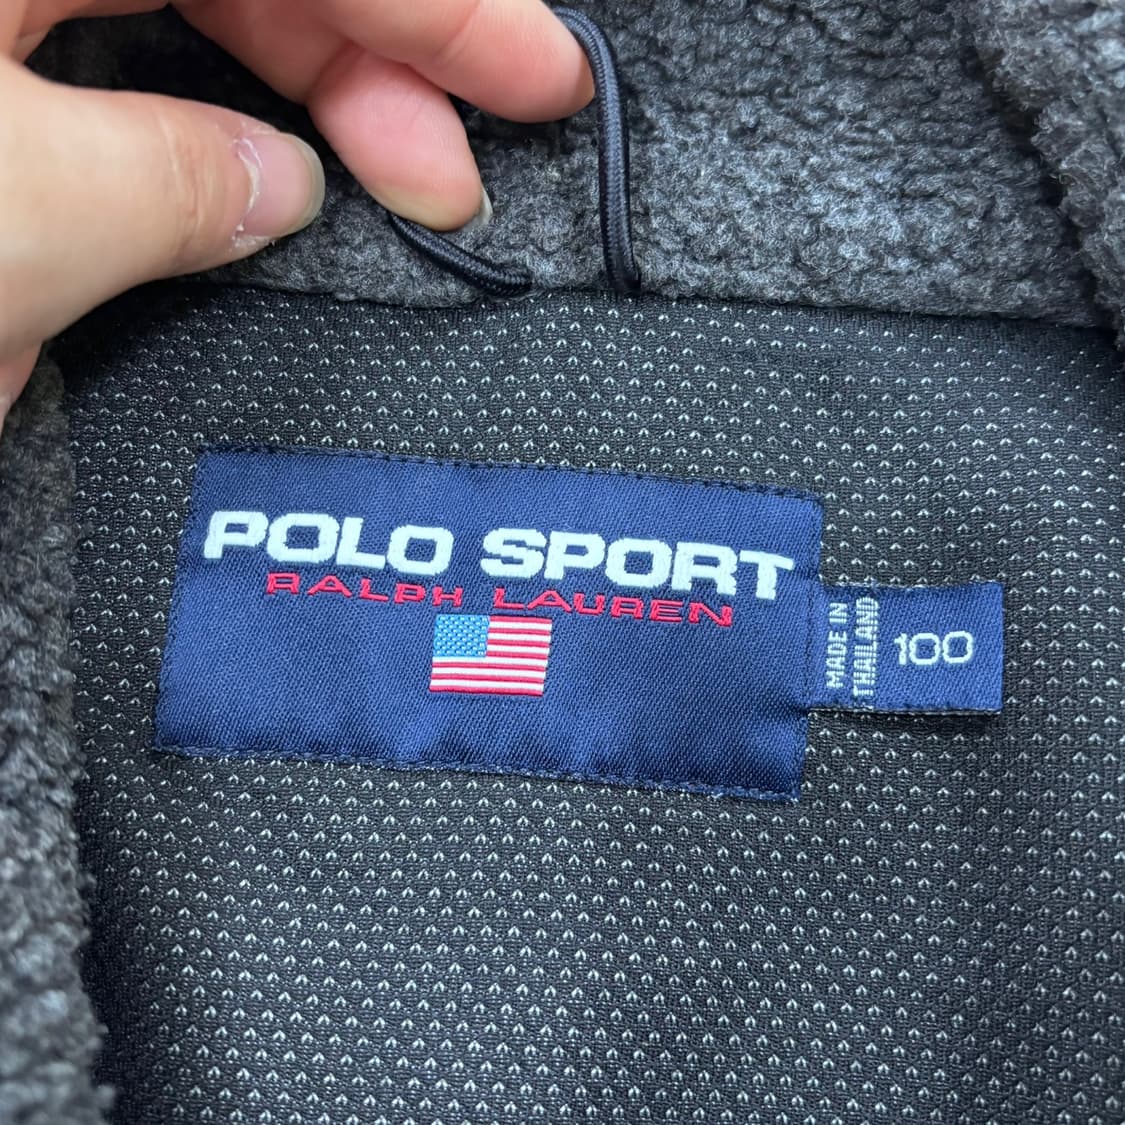 POLO SPORT
RALPH LAUREN
MADE IN
THAILAND
100